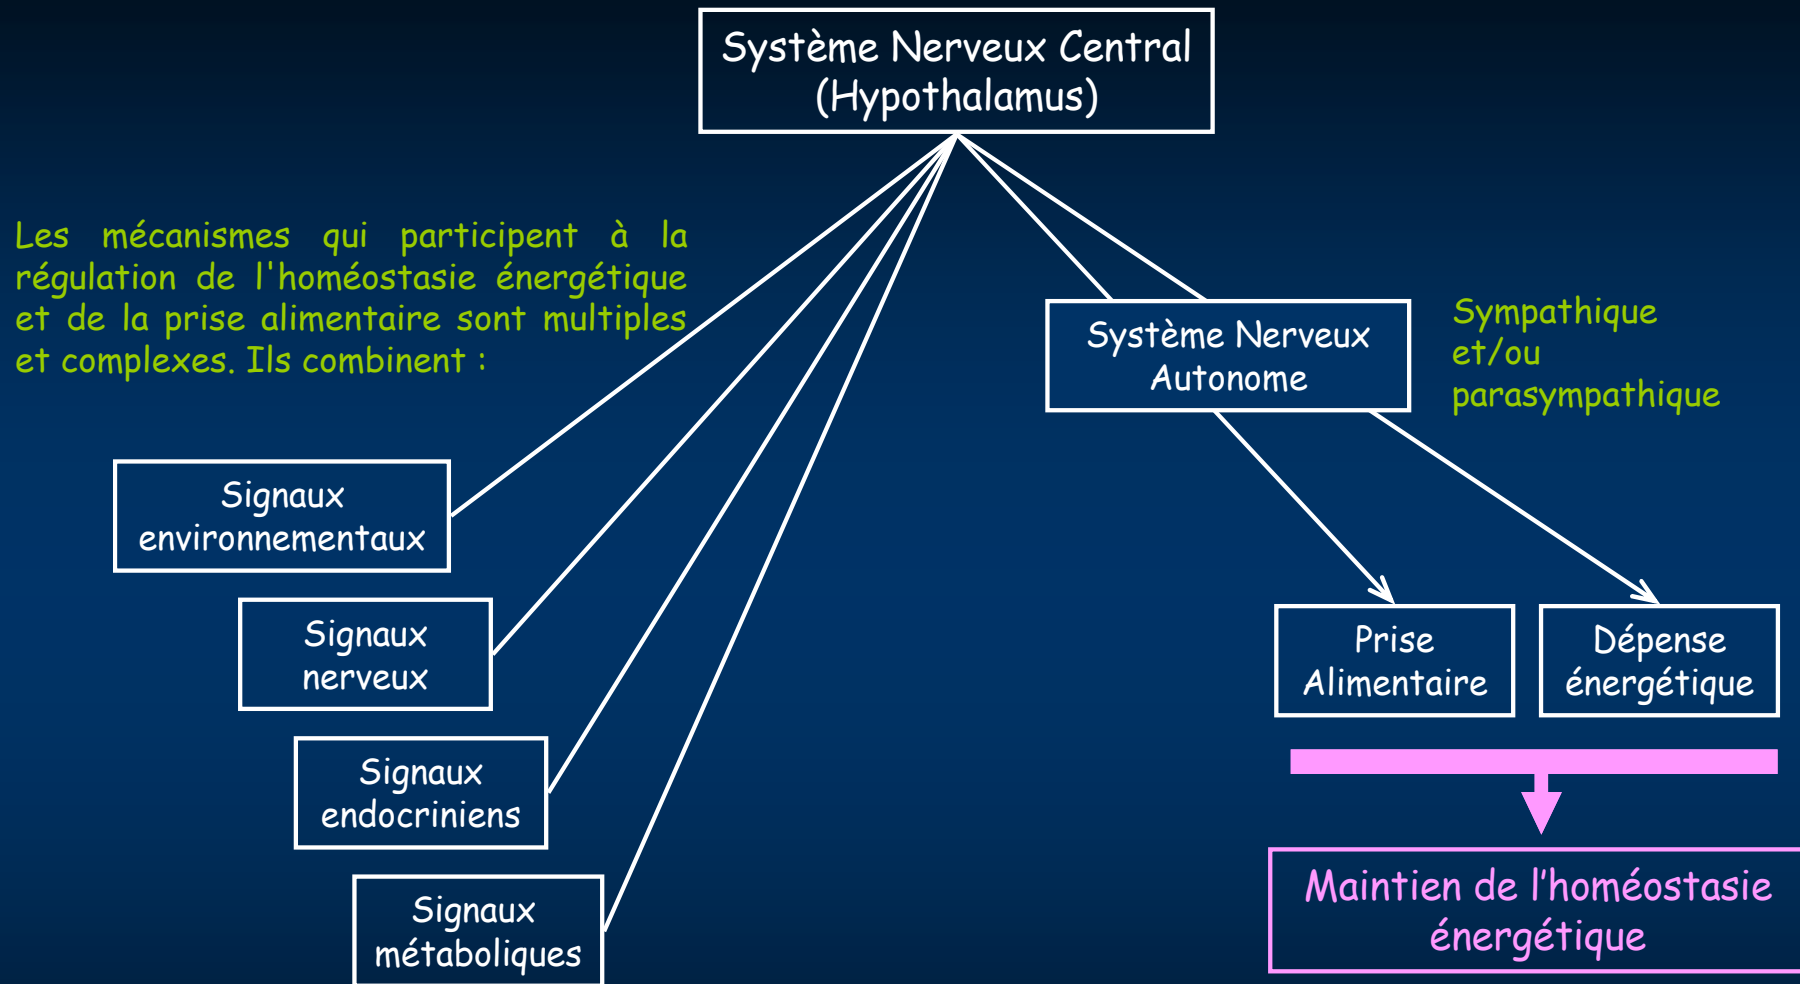 Système Nerveux Central
(Hypothalamus)
Les mécanismes qui participent à la
régulation de l'homéostasie énergétique
et de la prise alimentaire sont multiples
et complexes. Ils combinent :
Système Nerveux
Autonome
Sympathique
et/ou
parasympathique
Signaux
environnementaux
Signaux
nerveux
Signaux
endocriniens
Signaux
métaboliques
Prise
Alimentaire
Dépense
énergétique
Maintien de l’homéostasie
énergétique